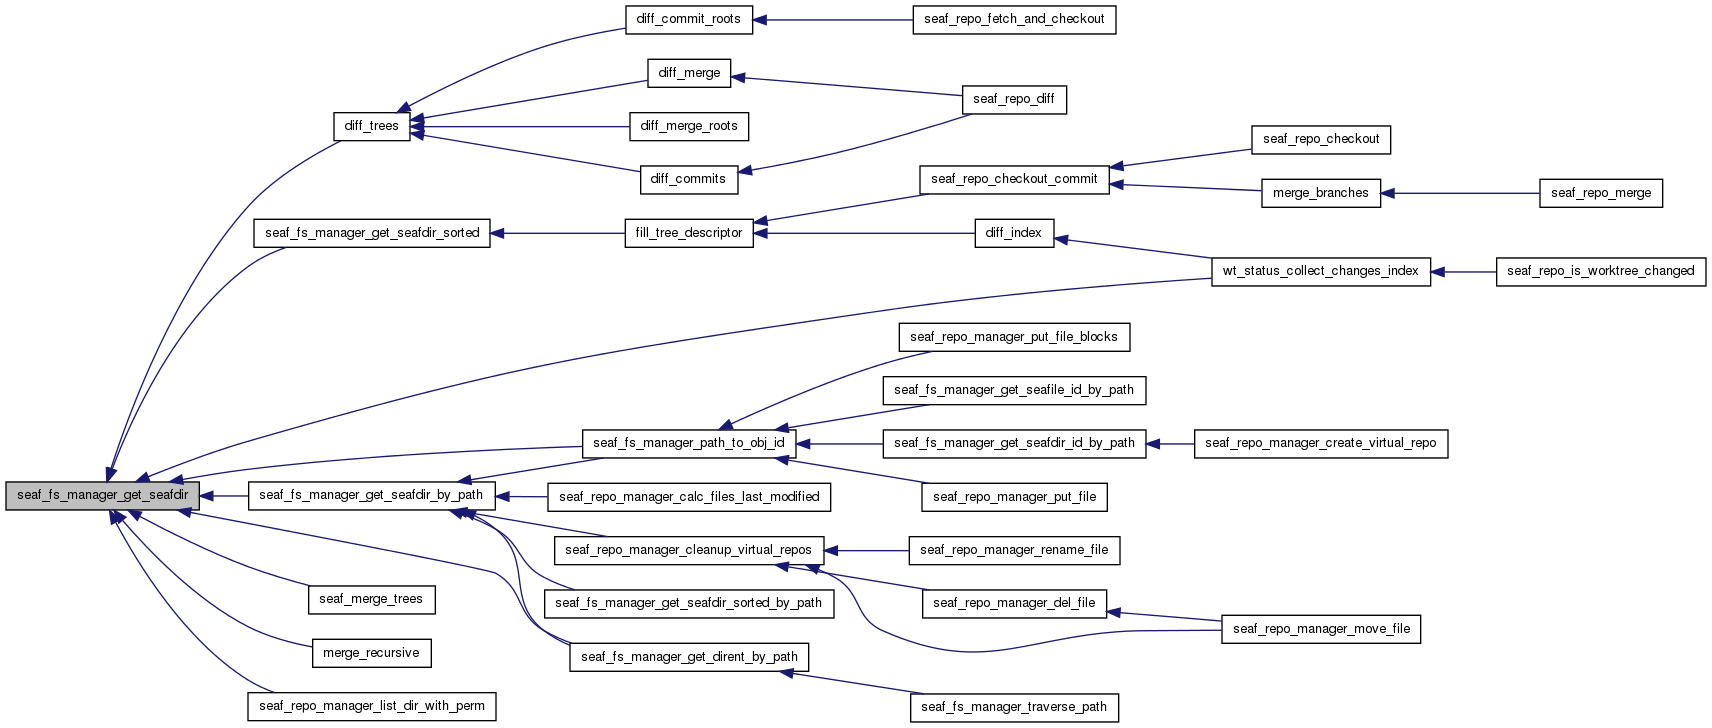 diff_commit_roots
seaf_repo_fetch_and_checkout
diff_merge
seaf_repo_diff
diff_trees
diff_merge_roots
seaf_repo_checkout
diff_commits
seaf_repo_checkout_commit
merge_branches
seaf_repo_merge
seaf_fs_manager_get_seafdir_sorted
fill_tree_descriptor
diff_index
wt_status_collect_changes_index
seaf_repo_is_worktree_changed
seaf_repo_manager_put_file_blocks
seaf_fs_manager_get_seafile_id_by_path
seaf_fs_manager_path_to_obj_id
seaf_fs_manager_get_seafdir_id_by_path
seaf_repo_manager_create_virtual_repo
seaf_fs_manager_get_seafdir
seaf_fs_manager_get_seafdir_by_path
seaf_repo_manager_calc_files_last_modified
seaf_repo_manager_put_file
seaf_repo_manager_cleanup_virtual_repos
seaf_repo_manager_rename_file
seaf_merge_trees
seaf_fs_manager_get_seafdir_sorted_by_path
seaf_repo_manager_del_file
seaf_repo_manager_move_file
merge_recursive
seaf_fs_manager_get_dirent_by_path
seaf_repo_manager_list_dir_with_perm
seaf_fs_manager_traverse_path